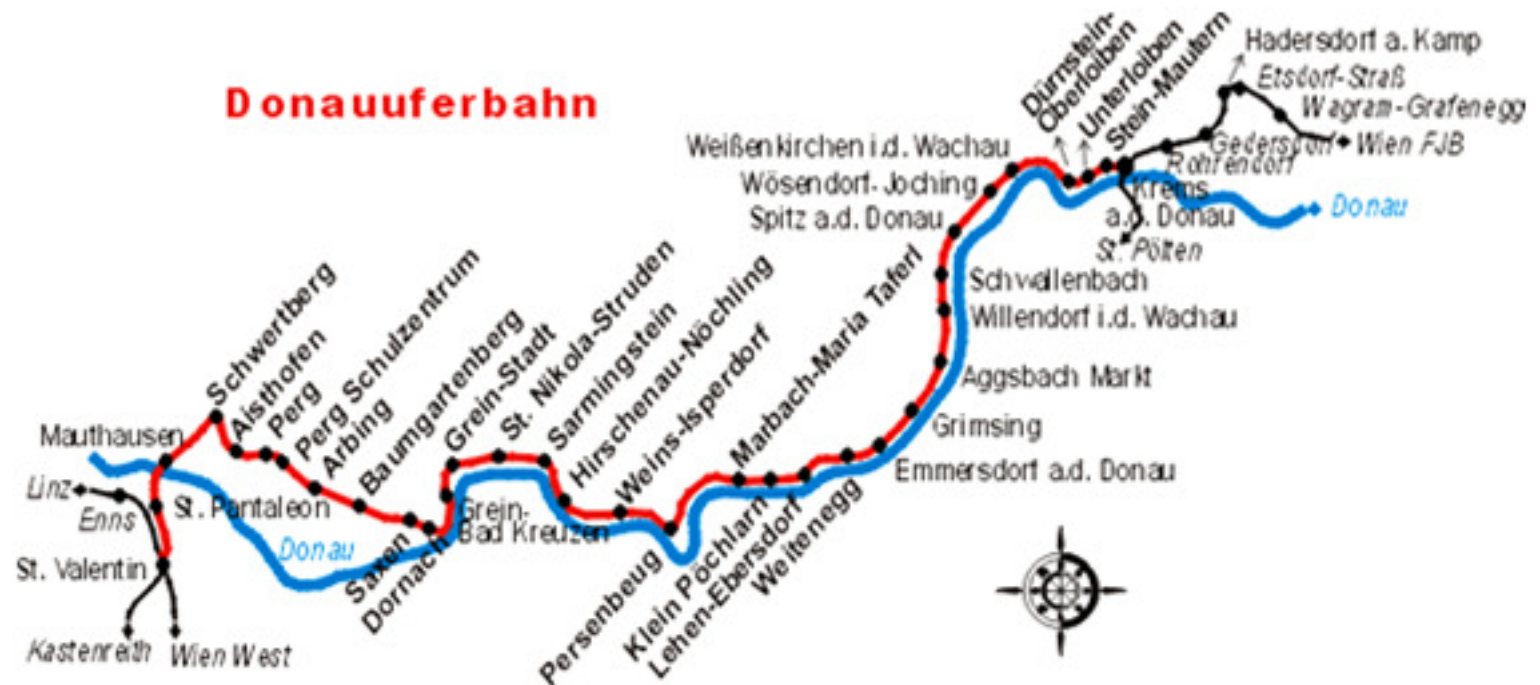 Donauuferbahn
Linz
Enns
Mauthausen
St. Pantaleon
St. Valentin
Kastenreith
Wien West
Donau
Schwertberg
Aisthofen
Perg
Perg Schulzentrum
Arbing
Baumgartenberg
Saxen
Dornach
Grein-
Bad Kreuzen
Grein-Stadt
St. Nikola-Struden
Sarmingstein
Hirschenau-Nöchling
Weins-Isperdorf
Persenbeug
Marbach-Maria Taferl
Klein Pöchlarn
Lehen-Ebersdorf
Weitenegg
Emmersdorf a.d. Donau
Grimsing
Aggsbach Markt
Willendorf i.d. Wachau
Schwallenbach
Spitz a.d. Donau
Wösendorf-Joching
Weißenkirchen i.d. Wachau
Dürnstein-
Oberloiben
Unterloiben
Stein-Mautern
Krems
a.d. Donau
St. Pölten
Rohrendorf
Gedersdorf
Hadersdorf a. Kamp
Etsdorf-Straß
Wagram-Grafenegg
Wien FJB
Donau